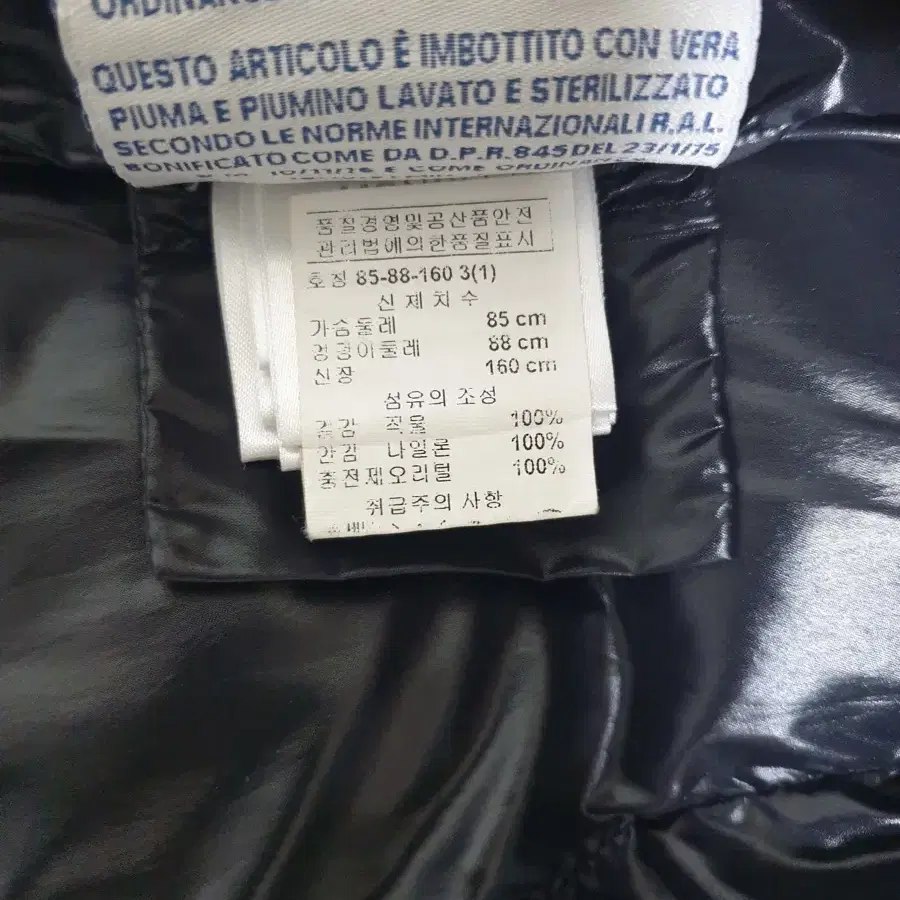 ORDINANZA
QUESTO ARTICOLO È IMBOTTITO CON VERA
PIUMA E PIUMINO LAVATO E STERILIZZATO
SECONDO LE NORME INTERNAZIONALI R.A.L.
BONIFICATO COME DA D.P.R. 845 DEL 23/1/75
10/11/76 E COME
품질경영및공산품안전
관리법에의한품질표시
호칭 85-88-160 3(1)
신체치수
가슴둘레 85 cm
엉덩이둘레 88 cm
신장 160 cm
섬유의 조성
겉감 직물 100%
안감 나일론 100%
충전재오리털 100%
취급주의 사항